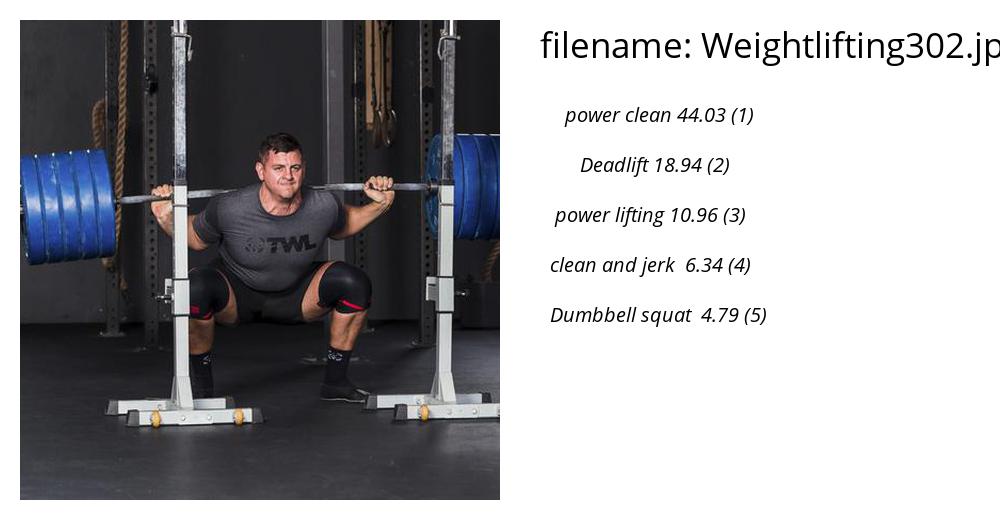 filename: Weightlifting302.jp
power clean 44.03 (1)
Deadlift 18.94 (2)
power lifting 10.96 (3)
clean and jerk 6.34 (4)
Dumbbell squat 4.79 (5)
TWL